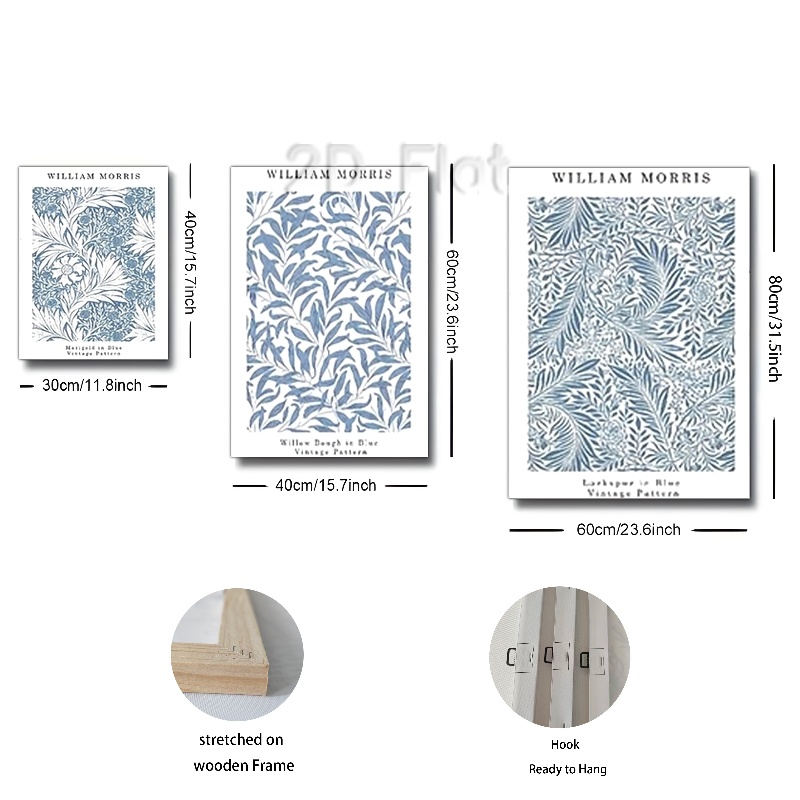 2D Flat
WILLIAM MORRIS
Marigold in Blue
Vintage Pattern
40cm/15.7inch
30cm/11.8inch
WILLIAM MORRIS
Willow Bough in Blue
Vintage Pattern
60cm/23.6inch
40cm/15.7inch
WILLIAM MORRIS
Larkspur in Blue
Vintage Pattern
80cm/31.5inch
60cm/23.6inch
stretched on
wooden Frame
Hook
Ready to Hang